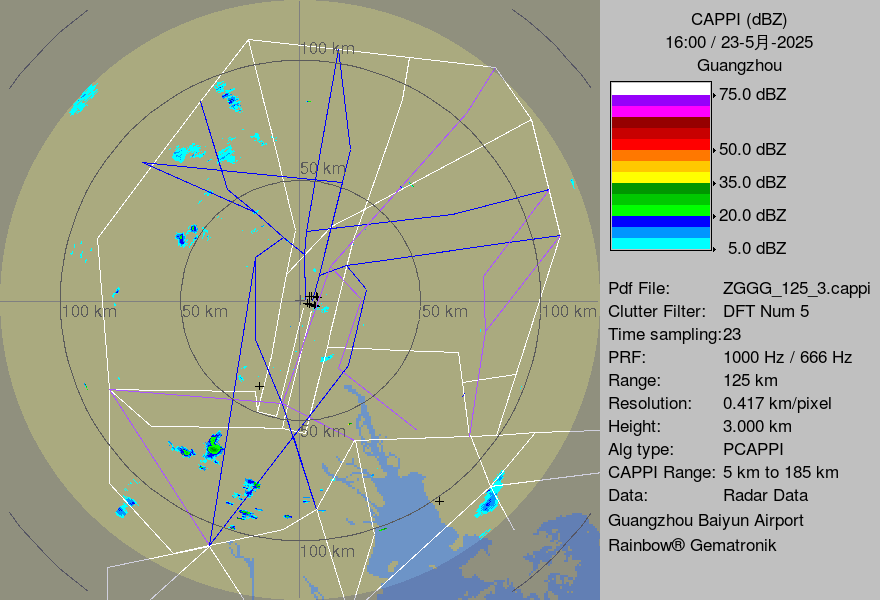 100 km
50 km
100 km
50 km
50 km
100 km
50 km
100 km
CAPPI (dBZ)
16:00 / 23-5月-2025
Guangzhou
75.0 dBZ
50.0 dBZ
35.0 dBZ
20.0 dBZ
5.0 dBZ
Pdf File: ZGGG_125_3.cappi
Clutter Filter: DFT Num 5
Time sampling:23
PRF: 1000 Hz / 666 Hz
Range: 125 km
Resolution: 0.417 km/pixel
Height: 3.000 km
Alg type: PCAPPI
CAPPI Range: 5 km to 185 km
Data: Radar Data
Guangzhou Baiyun Airport
Rainbow® Gematronik